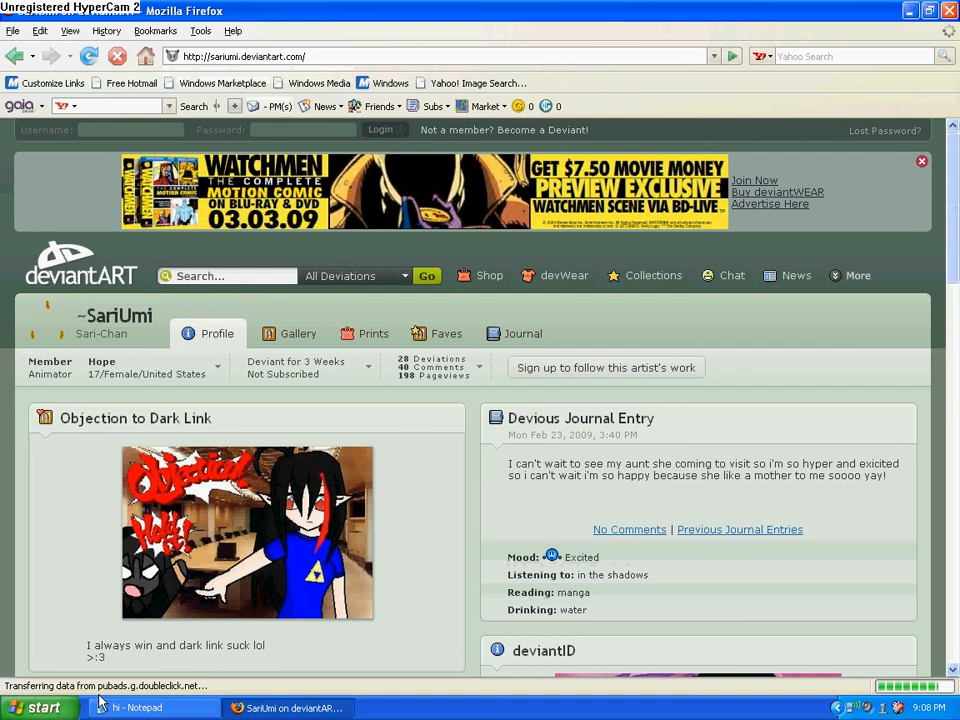 Unregistered HyperCam 2
Mozilla Firefox
File Edit View History Bookmarks Tools Help
http://sariumi.deviantart.com/
Yahoo Search
Customize Links Free Hotmail Windows Marketplace Windows Media Windows Yahoo! Image Search...
gaia Search - PM(s) News Friends Subs Market 0 0
Username: Password: Login Not a member? Become a Deviant! Lost Password?
WATCHMEN
THE COMPLETE
MOTION COMIC
ON BLU-RAY & DVD
03.03.09
GET $7.50 MOVIE MONEY
PREVIEW EXCLUSIVE
WATCHMEN SCENE VIA BD-LIVE
Join Now
Buy deviantWEAR
Advertise Here
deviantART Search... All Deviations Go Shop devWear Collections Chat News More
~SariUmi
Sari-Chan
Profile Gallery Prints Faves Journal
Member
Animator
Hope
17/Female/United States
Deviant for 3 Weeks
Not Subscribed
28 Deviations
40 Comments
198 Pageviews
Sign up to follow this artist's work
Objection to Dark Link
Objection!
Hold it!
I always win and dark link suck lol
>:3
Devious Journal Entry
Mon Feb 23, 2009, 3:40 PM
I can't wait to see my aunt she coming to visit so i'm so hyper and exicited
so i can't wait i'm so happy because she like a mother to me soooo yay!
No Comments | Previous Journal Entries
Mood: Excited
Listening to: in the shadows
Reading: manga
Drinking: water
deviantID
Transferring data from pubads.g.doubleclick.net...
start hi - Notepad SariUmi on deviantAR... 9:08 PM